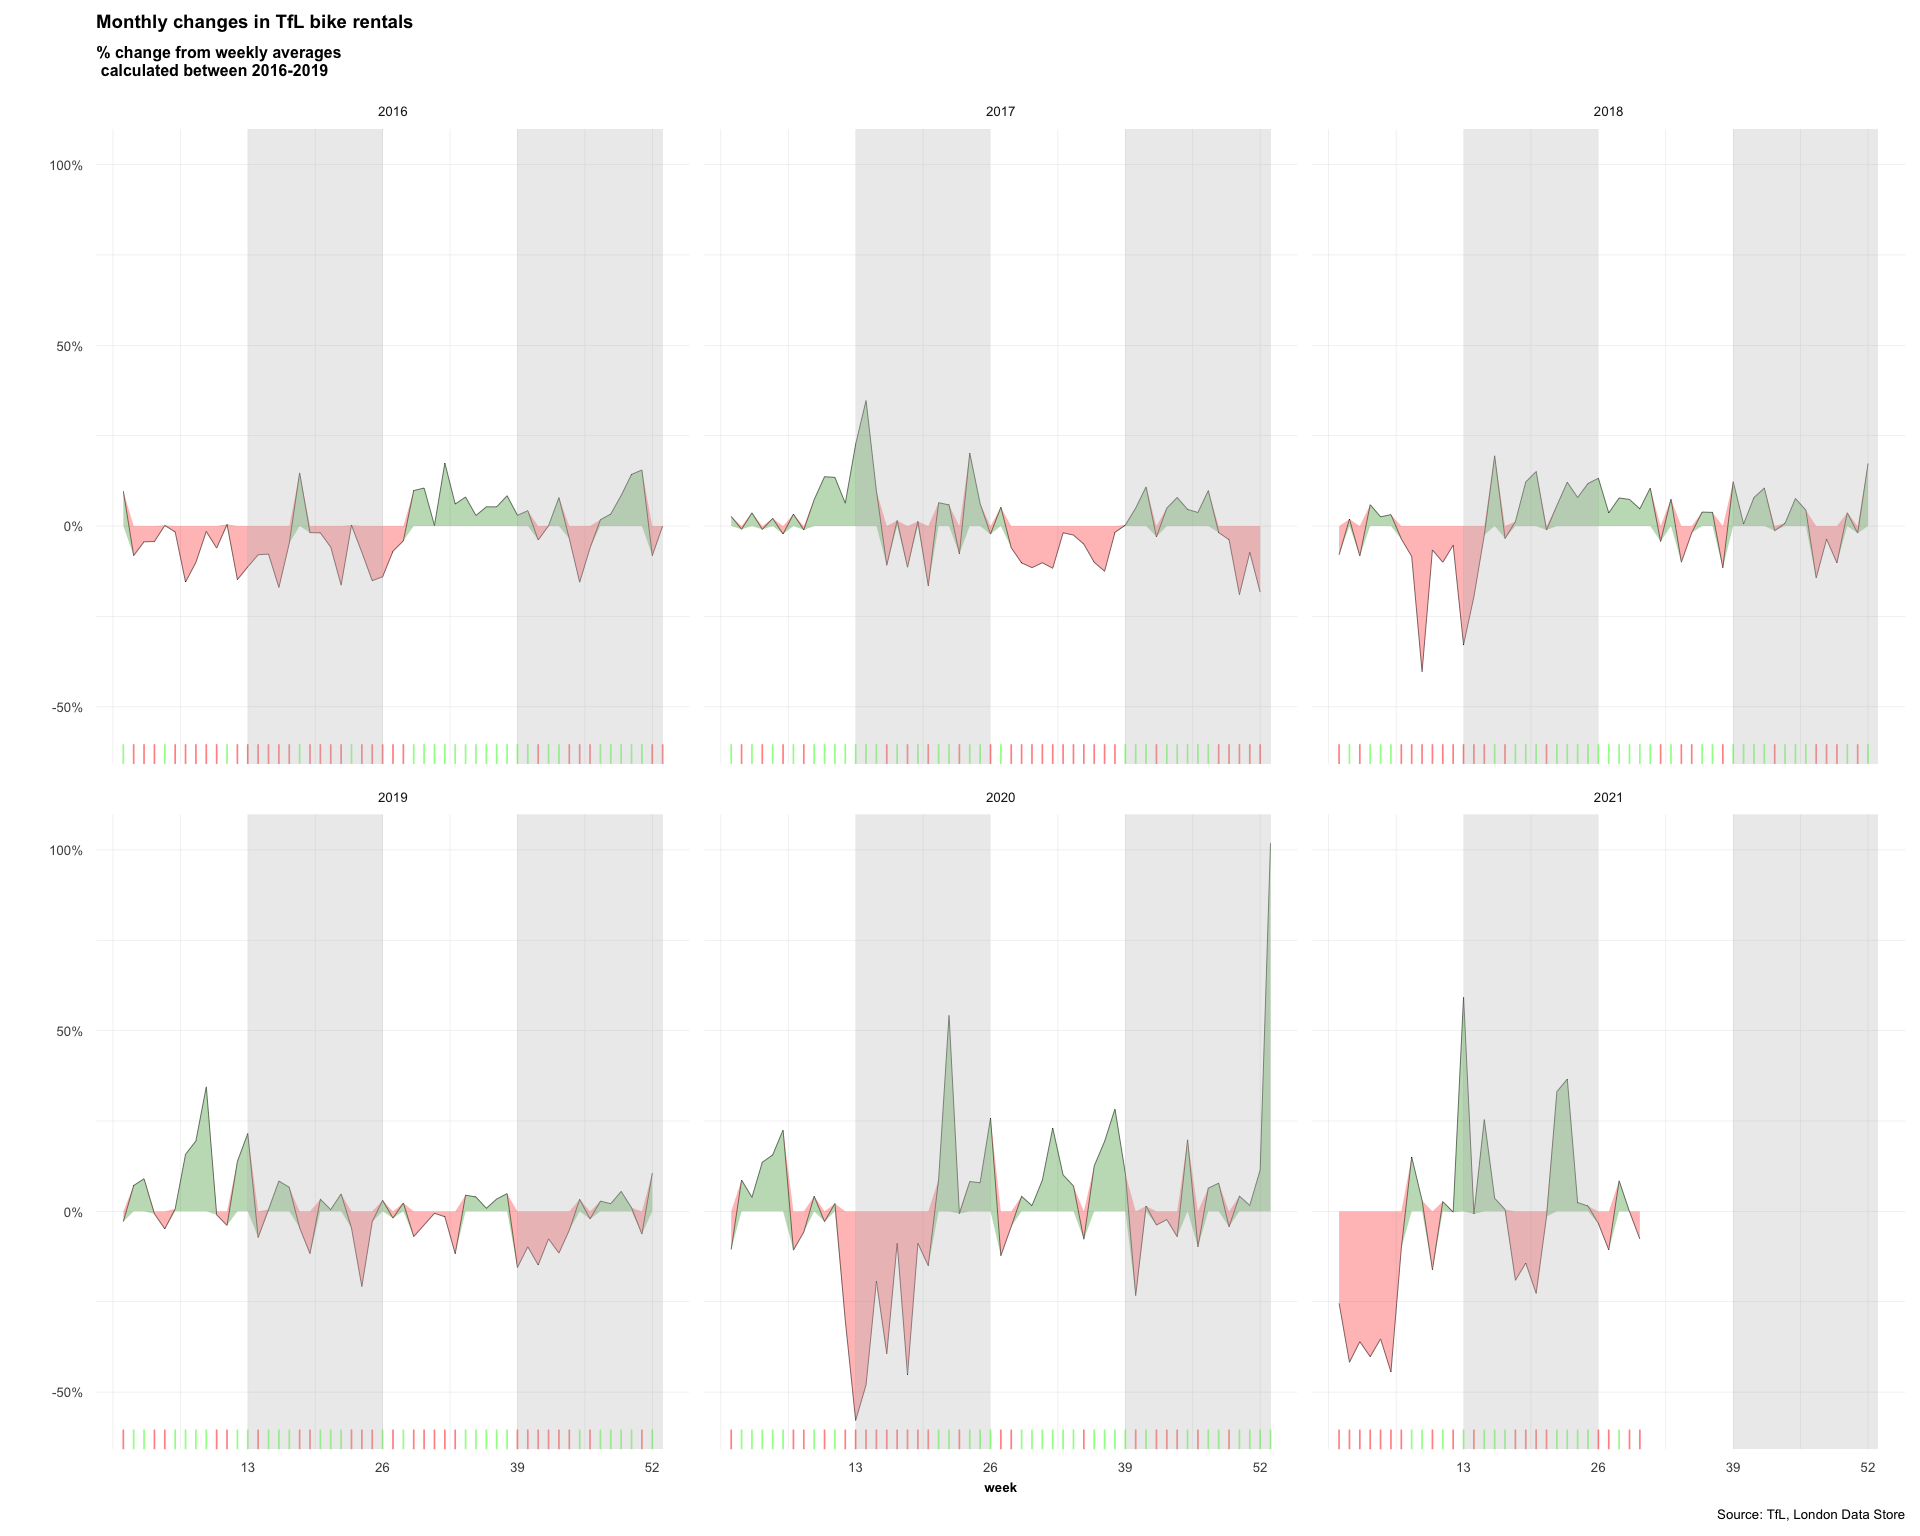 Monthly changes in TfL bike rentals
% change from weekly averages
calculated between 2016-2019
2016 2017 2018
100%
50%
0%
-50%
2019 2020 2021
100%
50%
0%
-50%
13 26 39 52 13 26 39 52 13 26 39 52
week
Source: TfL, London Data Store